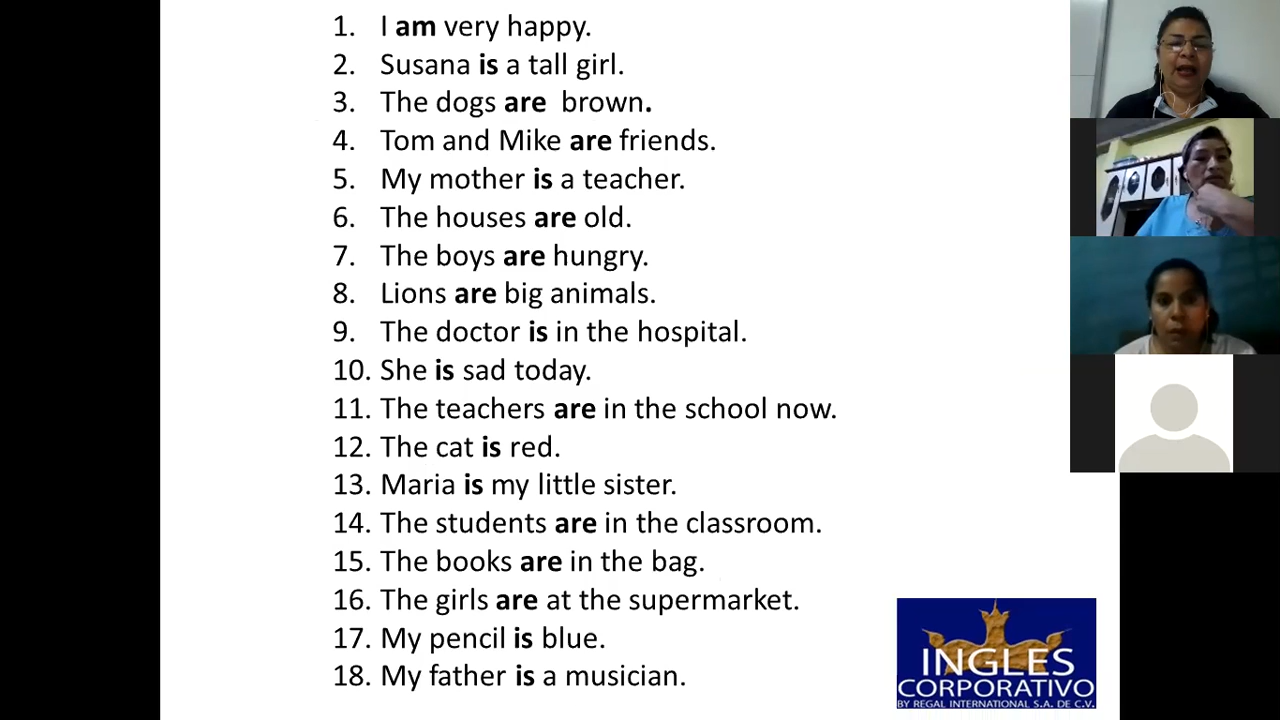 1. I am very happy.
2. Susana is a tall girl.
3. The dogs are brown.
4. Tom and Mike are friends.
5. My mother is a teacher.
6. The houses are old.
7. The boys are hungry.
8. Lions are big animals.
9. The doctor is in the hospital.
10. She is sad today.
11. The teachers are in the school now.
12. The cat is red.
13. Maria is my little sister.
14. The students are in the classroom.
15. The books are in the bag.
16. The girls are at the supermarket.
17. My pencil is blue.
18. My father is a musician.
INGLES
CORPORATIVO
BY REGAL INTERNATIONAL S.A. DE C.V.